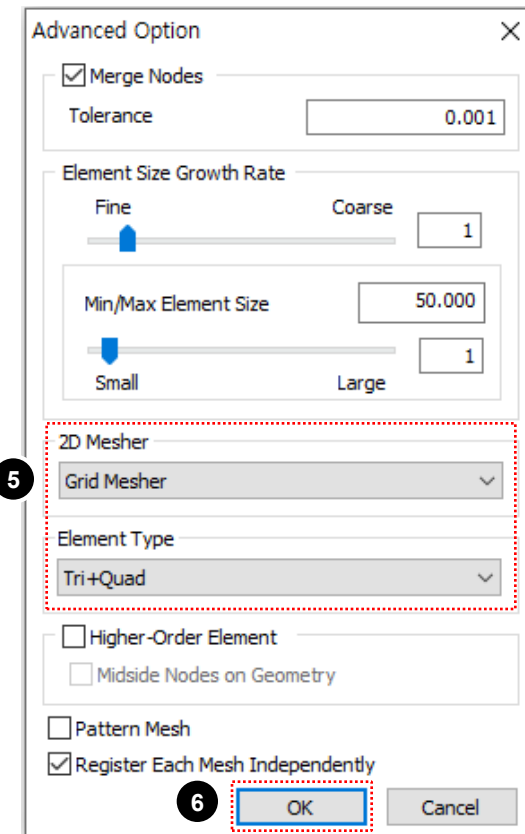 Advanced Option
Merge Nodes
Tolerance 0.001
Element Size Growth Rate
Fine Coarse
1
Min/Max Element Size 50.000
1
Small Large
2D Mesher
5
Grid Mesher
Element Type
Tri+Quad
Higher-Order Element
Midside Nodes on Geometry
Pattern Mesh
Register Each Mesh Independently
6 OK Cancel